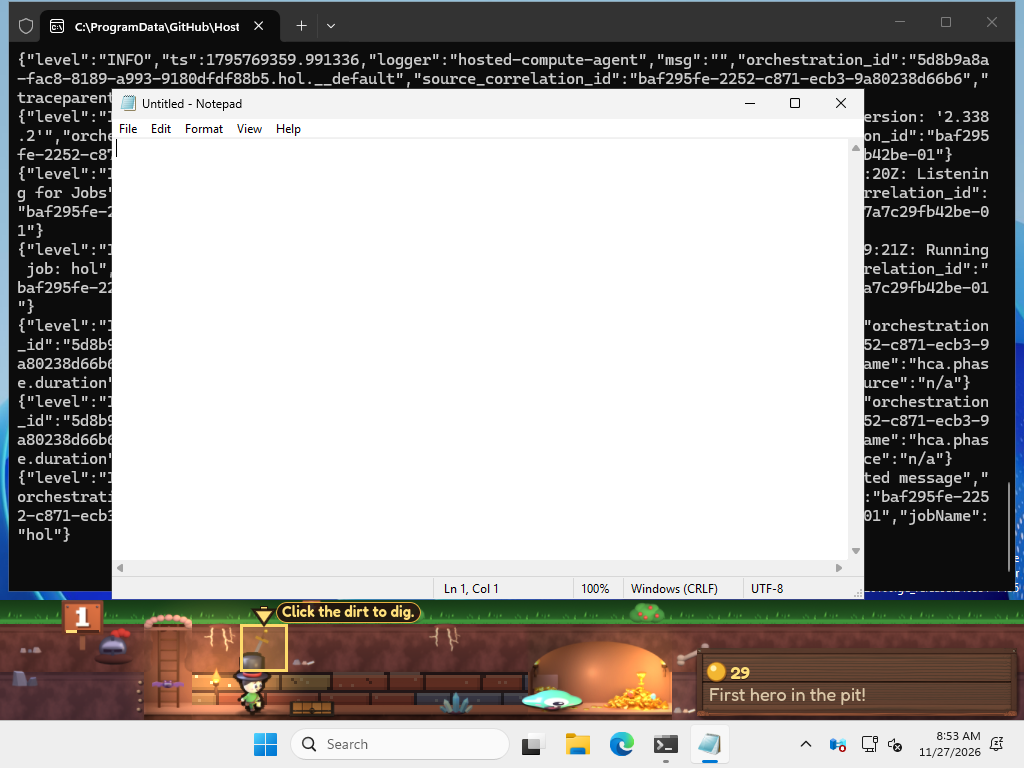 C:\ProgramData\GitHub\Host
{"level":"INFO","ts":1795769359.991336,"logger":"hosted-compute-agent","msg":"","orchestration_id":"5d8b9a8a
-fac8-8189-a993-9180dfdf88b5.hol.__default","source_correlation_id":"baf295fe-2252-c871-ecb3-9a80238d66b6","
traceparent
Untitled - Notepad
File Edit Format View Help
{"level":"I ersion: '2.338
.2'","orche on_id":"baf295
fe-2252-c87 b42be-01"}
{"level":"I :20Z: Listenin
g for Jobs" rrelation_id":
"baf295fe-2 7a7c29fb42be-0
1"}
{"level":"I 9:21Z: Running
job: hol", relation_id":"
baf295fe-22 a7c29fb42be-01
"}
{"level":"I "orchestration
_id":"5d8b9 52-c871-ecb3-9
a80238d66b6 ame":"hca.phas
e.duration" urce":"n/a"}
{"level":"I "orchestration
_id":"5d8b9 52-c871-ecb3-9
a80238d66b6 ame":"hca.phas
e.duration" ce":"n/a"}
{"level":"I ted message","
orchestrati :"baf295fe-225
2-c871-ecb3 01","jobName":
"hol"}
Ln 1, Col 1 100% Windows (CRLF) UTF-8
1
Click the dirt to dig.
29
First hero in the pit!
Search
8:53 AM
11/27/2026